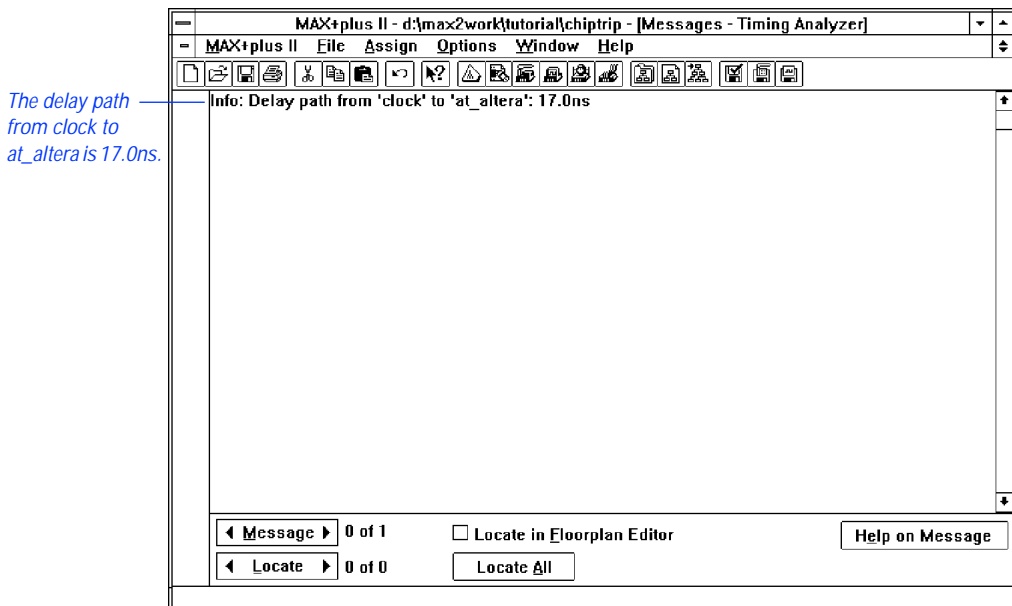 MAX+plus II - d:\max2work\tutorial\chiptrip - [Messages - Timing Analyzer]
MAX+plus II File Assign Options Window Help
The delay path
from clock to
at_altera is 17.0ns.
Info: Delay path from 'clock' to 'at_altera': 17.0ns
Message 0 of 1
Locate in Floorplan Editor
Help on Message
Locate 0 of 0
Locate All